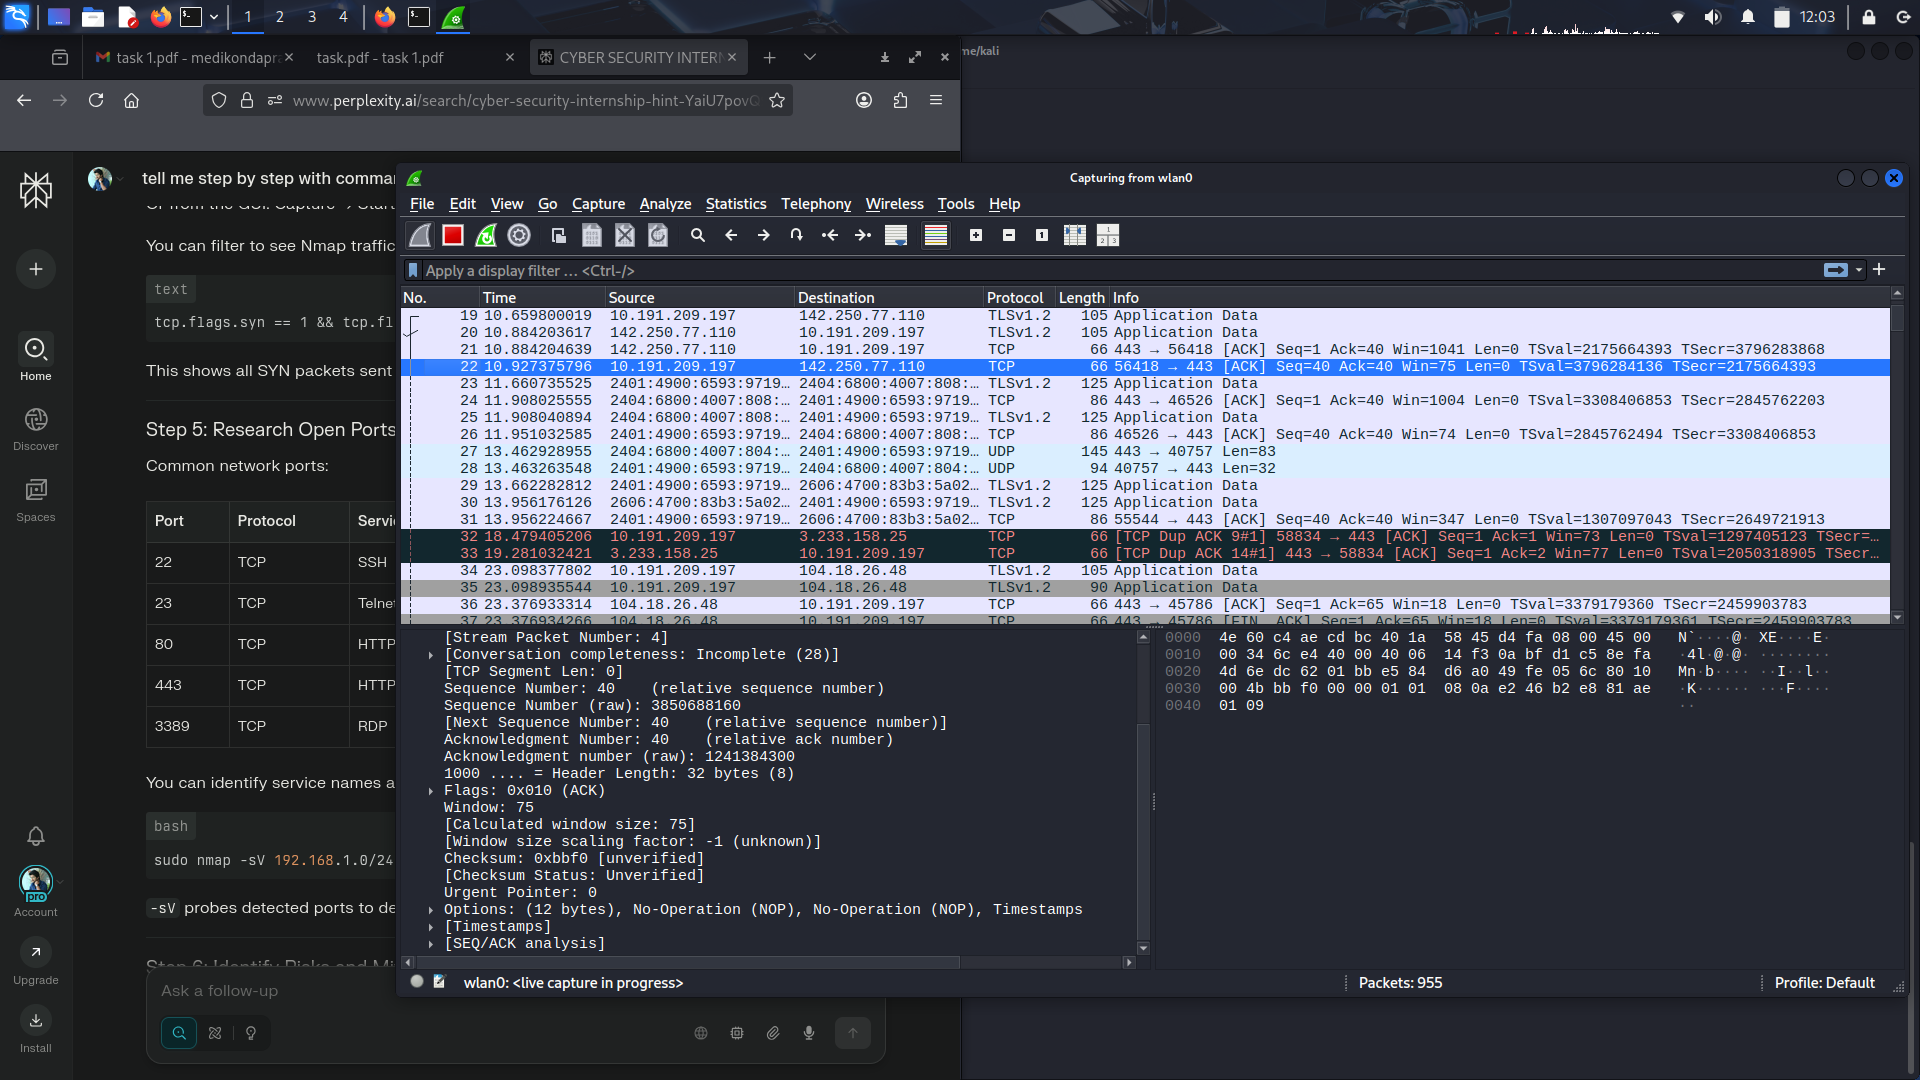 1 2 3 4
12:03
task 1.pdf - medikondapra
task.pdf - task 1.pdf
CYBER SECURITY INTERN
me/kali
www.perplexity.ai/search/cyber-security-internship-hint-YaiU7povQ
tell me step by step with comman
You can filter to see Nmap traffic
text
tcp.flags.syn == 1 && tcp.fl
This shows all SYN packets sent
Step 5: Research Open Ports
Common network ports:
Port Protocol Servi
22 TCP SSH
23 TCP Telne
80 TCP HTTP
443 TCP HTTP
3389 TCP RDP
You can identify service names a
bash
sudo nmap -sV 192.168.1.0/24
-sV probes detected ports to de
Step 6: Identify Risks and Mi
Ask a follow-up
Home
Discover
Spaces
pro
Account
Upgrade
Install
Capturing from wlan0
File Edit View Go Capture Analyze Statistics Telephony Wireless Tools Help
Apply a display filter … <Ctrl-/>
No. Time Source Destination Protocol Length Info
19 10.659800019 10.191.209.197 142.250.77.110 TLSv1.2 105 Application Data
20 10.884203617 142.250.77.110 10.191.209.197 TLSv1.2 105 Application Data
21 10.884204639 142.250.77.110 10.191.209.197 TCP 66 443 → 56418 [ACK] Seq=1 Ack=40 Win=1041 Len=0 TSval=2175664393 TSecr=3796283868
22 10.927375796 10.191.209.197 142.250.77.110 TCP 66 56418 → 443 [ACK] Seq=40 Ack=40 Win=75 Len=0 TSval=3796284136 TSecr=2175664393
23 11.660735525 2401:4900:6593:9719… 2404:6800:4007:808:… TLSv1.2 125 Application Data
24 11.908025555 2404:6800:4007:808:… 2401:4900:6593:9719… TCP 86 443 → 46526 [ACK] Seq=1 Ack=40 Win=1004 Len=0 TSval=3308406853 TSecr=2845762203
25 11.908040894 2404:6800:4007:808:… 2401:4900:6593:9719… TLSv1.2 125 Application Data
26 11.951032585 2401:4900:6593:9719… 2404:6800:4007:808:… TCP 86 46526 → 443 [ACK] Seq=40 Ack=40 Win=74 Len=0 TSval=2845762494 TSecr=3308406853
27 13.462928955 2404:6800:4007:804:… 2401:4900:6593:9719… UDP 145 443 → 40757 Len=83
28 13.463263548 2401:4900:6593:9719… 2404:6800:4007:804:… UDP 94 40757 → 443 Len=32
29 13.662282812 2401:4900:6593:9719… 2606:4700:83b3:5a02… TLSv1.2 125 Application Data
30 13.956176126 2606:4700:83b3:5a02… 2401:4900:6593:9719… TLSv1.2 125 Application Data
31 13.956224667 2401:4900:6593:9719… 2606:4700:83b3:5a02… TCP 86 55544 → 443 [ACK] Seq=40 Ack=40 Win=347 Len=0 TSval=1307097043 TSecr=2649721913
32 18.479405206 10.191.209.197 3.233.158.25 TCP 66 [TCP Dup ACK 9#1] 58834 → 443 [ACK] Seq=1 Ack=1 Win=73 Len=0 TSval=1297405123 TSecr=…
33 19.281032421 3.233.158.25 10.191.209.197 TCP 66 [TCP Dup ACK 14#1] 443 → 58834 [ACK] Seq=1 Ack=2 Win=77 Len=0 TSval=2050318905 TSecr…
34 23.098377802 10.191.209.197 104.18.26.48 TLSv1.2 105 Application Data
35 23.098935544 10.191.209.197 104.18.26.48 TLSv1.2 90 Application Data
36 23.376933314 104.18.26.48 10.191.209.197 TCP 66 443 → 45786 [ACK] Seq=1 Ack=65 Win=18 Len=0 TSval=3379179360 TSecr=2459903783
37 23.376934266 104.18.26.48 10.191.209.197 TCP 66 443 → 45786 [FIN, ACK] Seq=1 Ack=65 Win=18 Len=0 TSval=3379179361 TSecr=2459903783
[Stream Packet Number: 4]
[Conversation completeness: Incomplete (28)]
[TCP Segment Len: 0]
Sequence Number: 40 (relative sequence number)
Sequence Number (raw): 3850688160
[Next Sequence Number: 40 (relative sequence number)]
Acknowledgment Number: 40 (relative ack number)
Acknowledgment number (raw): 1241384300
1000 .... = Header Length: 32 bytes (8)
Flags: 0x010 (ACK)
Window: 75
[Calculated window size: 75]
[Window size scaling factor: -1 (unknown)]
Checksum: 0xbbf0 [unverified]
[Checksum Status: Unverified]
Urgent Pointer: 0
Options: (12 bytes), No-Operation (NOP), No-Operation (NOP), Timestamps
[Timestamps]
[SEQ/ACK analysis]
0000 4e 60 c4 ae cd bc 40 1a 58 45 d4 fa 08 00 45 00 N`····@· XE····E·
0010 00 34 6c e4 40 00 40 06 14 f3 0a bf d1 c5 8e fa ·4l·@·@· ········
0020 4d 6e dc 62 01 bb e5 84 d6 a0 49 fe 05 6c 80 10 Mn·b···· ··I··l··
0030 00 4b bb f0 00 00 01 01 08 0a e2 46 b2 e8 81 ae ·K······ ···F····
0040 01 09 ··
wlan0: <live capture in progress>
Packets: 955
Profile: Default